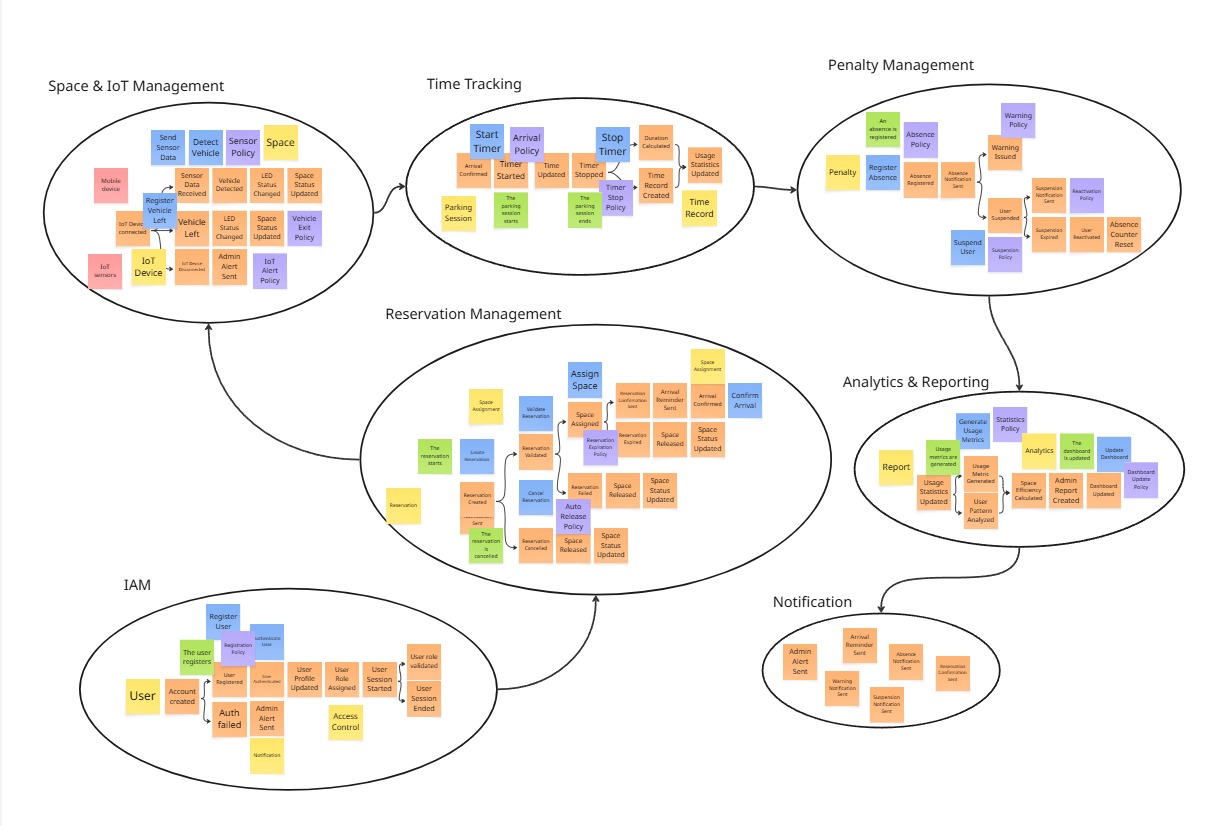 Space & IoT Management
Send
Sensor
Data
Detect
Vehicle
Sensor
Policy
Space
Mobile
device
Sensor
Data
Received
Vehicle
Detected
LED
Status
Changed
Space
Status
Updated
Register
Vehicle
Left
IoT Device
connected
Vehicle
Left
LED
Status
Changed
Space
Status
Updated
Vehicle
Exit
Policy
IoT
sensors
IoT
Device
IoT Device
Disconnected
Admin
Alert
Sent
IoT
Alert
Policy
Time Tracking
Start
Timer
Arrival
Policy
Stop
Timer
Duration
Calculated
Arrival
Confirmed
Timer
Started
Time
Updated
Timer
Stopped
Usage
Statistics
Updated
Time
Record
Created
Timer
Stop
Policy
Parking
Session
The
parking
session
starts
The
parking
session
ends
Time
Record
Penalty Management
An
absence is
registered
Absence
Policy
Warning
Policy
Warning
Issued
Penalty
Register
Absence
Absence
Registered
Absence
Notification
Sent
Suspension
Notification
Sent
Reactivation
Policy
User
Suspended
Suspension
Expired
User
Reactivated
Absence
Counter
Reset
Suspend
User
Suspension
Policy
Reservation Management
Space
Assignment
Assign
Space
Space
Assignment
Validate
Reservation
Space
Assigned
Reservation
Confirmation
Sent
Arrival
Reminder
Sent
Arrival
Confirmed
Confirm
Arrival
The
reservation
starts
Create
Reservation
Reservation
Validated
Reservation
Expiration
Policy
Reservation
Expired
Space
Released
Space
Status
Updated
Reservation
Reservation
Created
Sent
Cancel
Reservation
Reservation
Failed
Space
Released
Space
Status
Updated
Auto
Release
Policy
The
reservation
is
cancelled
Reservation
Cancelled
Space
Released
Space
Status
Updated
Analytics & Reporting
Generate
Usage
Metrics
Statistics
Policy
Report
Usage
metrics are
generated
Analytics
The
dashboard
is updated
Update
Dashboard
Dashboard
Update
Policy
Usage
Statistics
Updated
Usage
Metric
Generated
User
Pattern
Analyzed
Space
Efficiency
Calculated
Admin
Report
Created
Dashboard
Updated
IAM
Register
User
Authenticate
User
Registration
Policy
The user
registers
User
Account
created
User
Registered
User
Authenticated
User
Profile
Updated
User
Role
Assigned
User
Session
Started
User role
validated
User
Session
Ended
Auth
failed
Admin
Alert
Sent
Access
Control
Notification
Notification
Admin
Alert
Sent
Arrival
Reminder
Sent
Absence
Notification
Sent
Reservation
Confirmation
Sent
Warning
Notification
Sent
Suspension
Notification
Sent